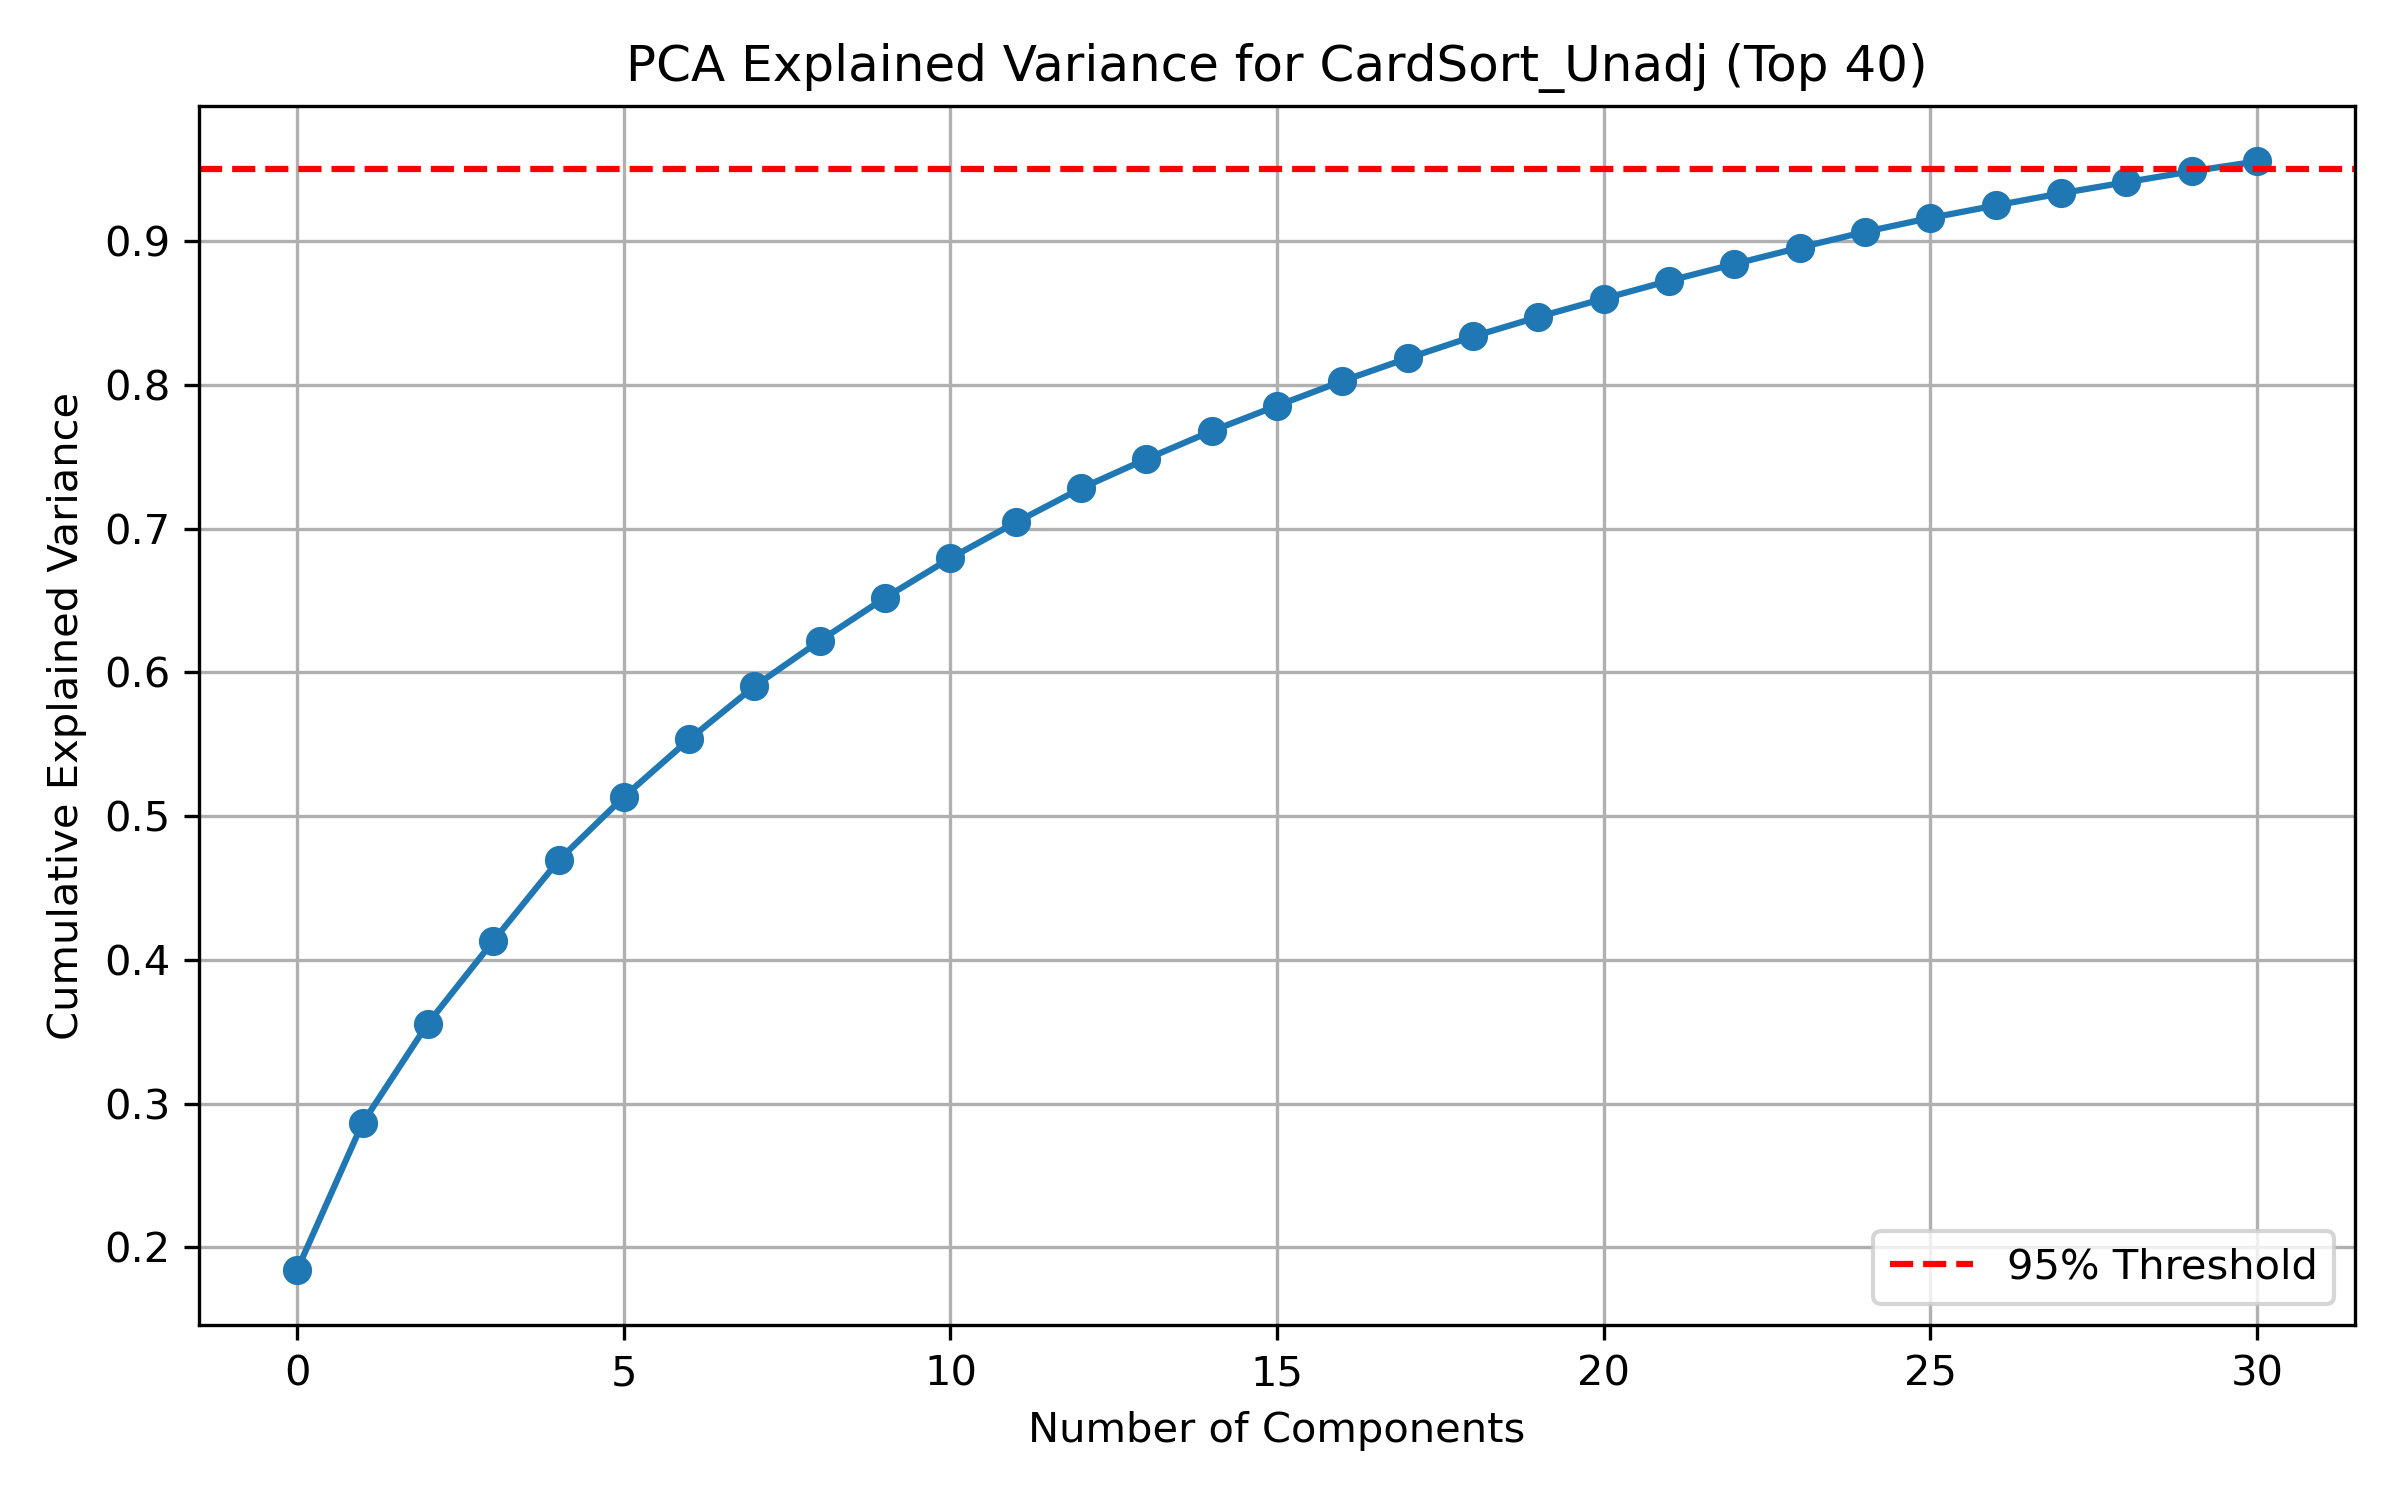 PCA Explained Variance for CardSort_Unadj (Top 40)
Cumulative Explained Variance
0.9
0.8
0.7
0.6
0.5
0.4
0.3
0.2
95% Threshold
0 5 10 15 20 25 30
Number of Components